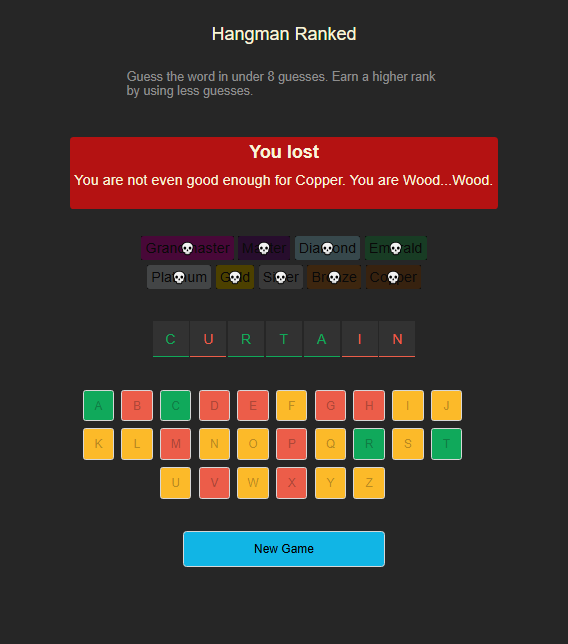 Hangman Ranked
Guess the word in under 8 guesses. Earn a higher rank
by using less guesses.
You lost
You are not even good enough for Copper. You are Wood...Wood.
Grandmaster Master Diamond Emerald
Platinum Gold Silver Bronze Copper
C U R T A I N
A B C D E F G H I J
K L M N O P Q R S T
U V W X Y Z
New Game